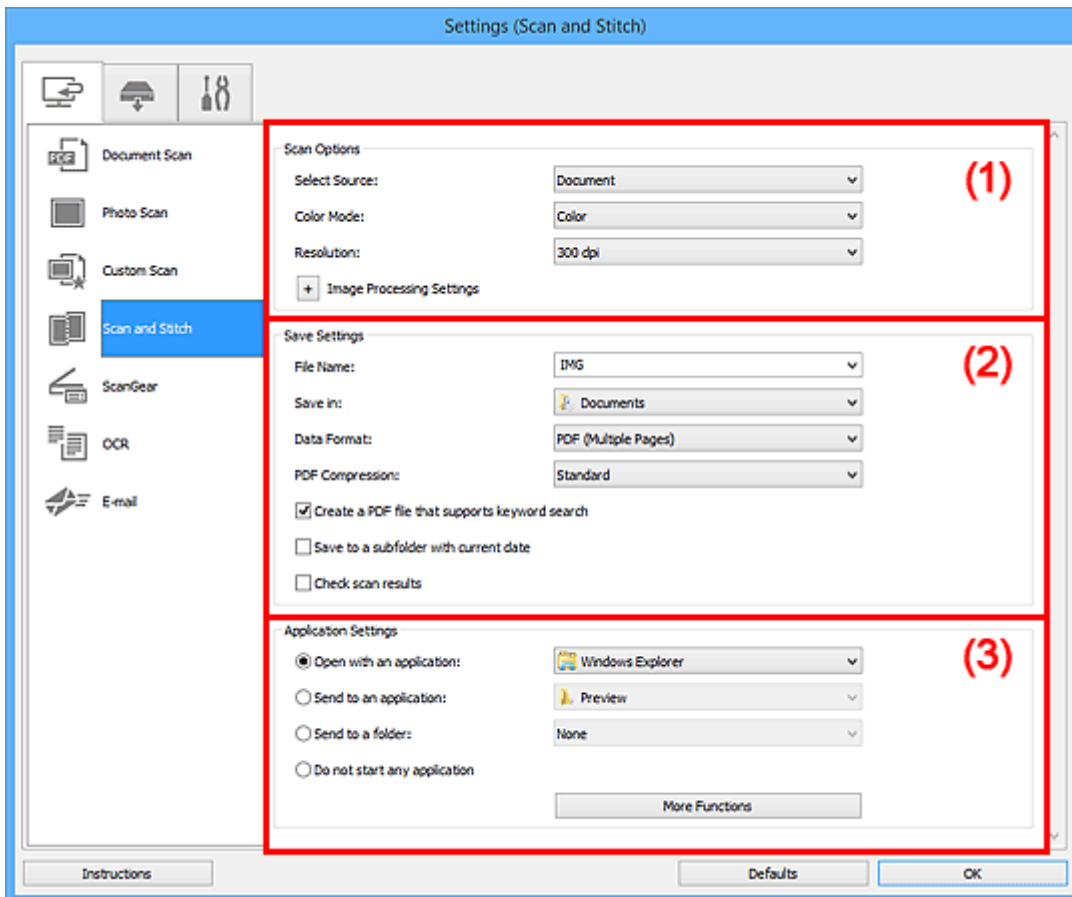 Settings (Scan and Stitch)
Document Scan
Photo Scan
Custom Scan
Scan and Stitch
ScanGear
OCR
E-mail
Scan Options
(1)
Select Source: Document
Color Mode: Color
Resolution: 300 dpi
+ Image Processing Settings
Save Settings
(2)
File Name: IMG
Save in: Documents
Data Format: PDF (Multiple Pages)
PDF Compression: Standard
Create a PDF file that supports keyword search
Save to a subfolder with current date
Check scan results
Application Settings
(3)
Open with an application: Windows Explorer
Send to an application: Preview
Send to a folder: None
Do not start any application
More Functions
Instructions Defaults OK